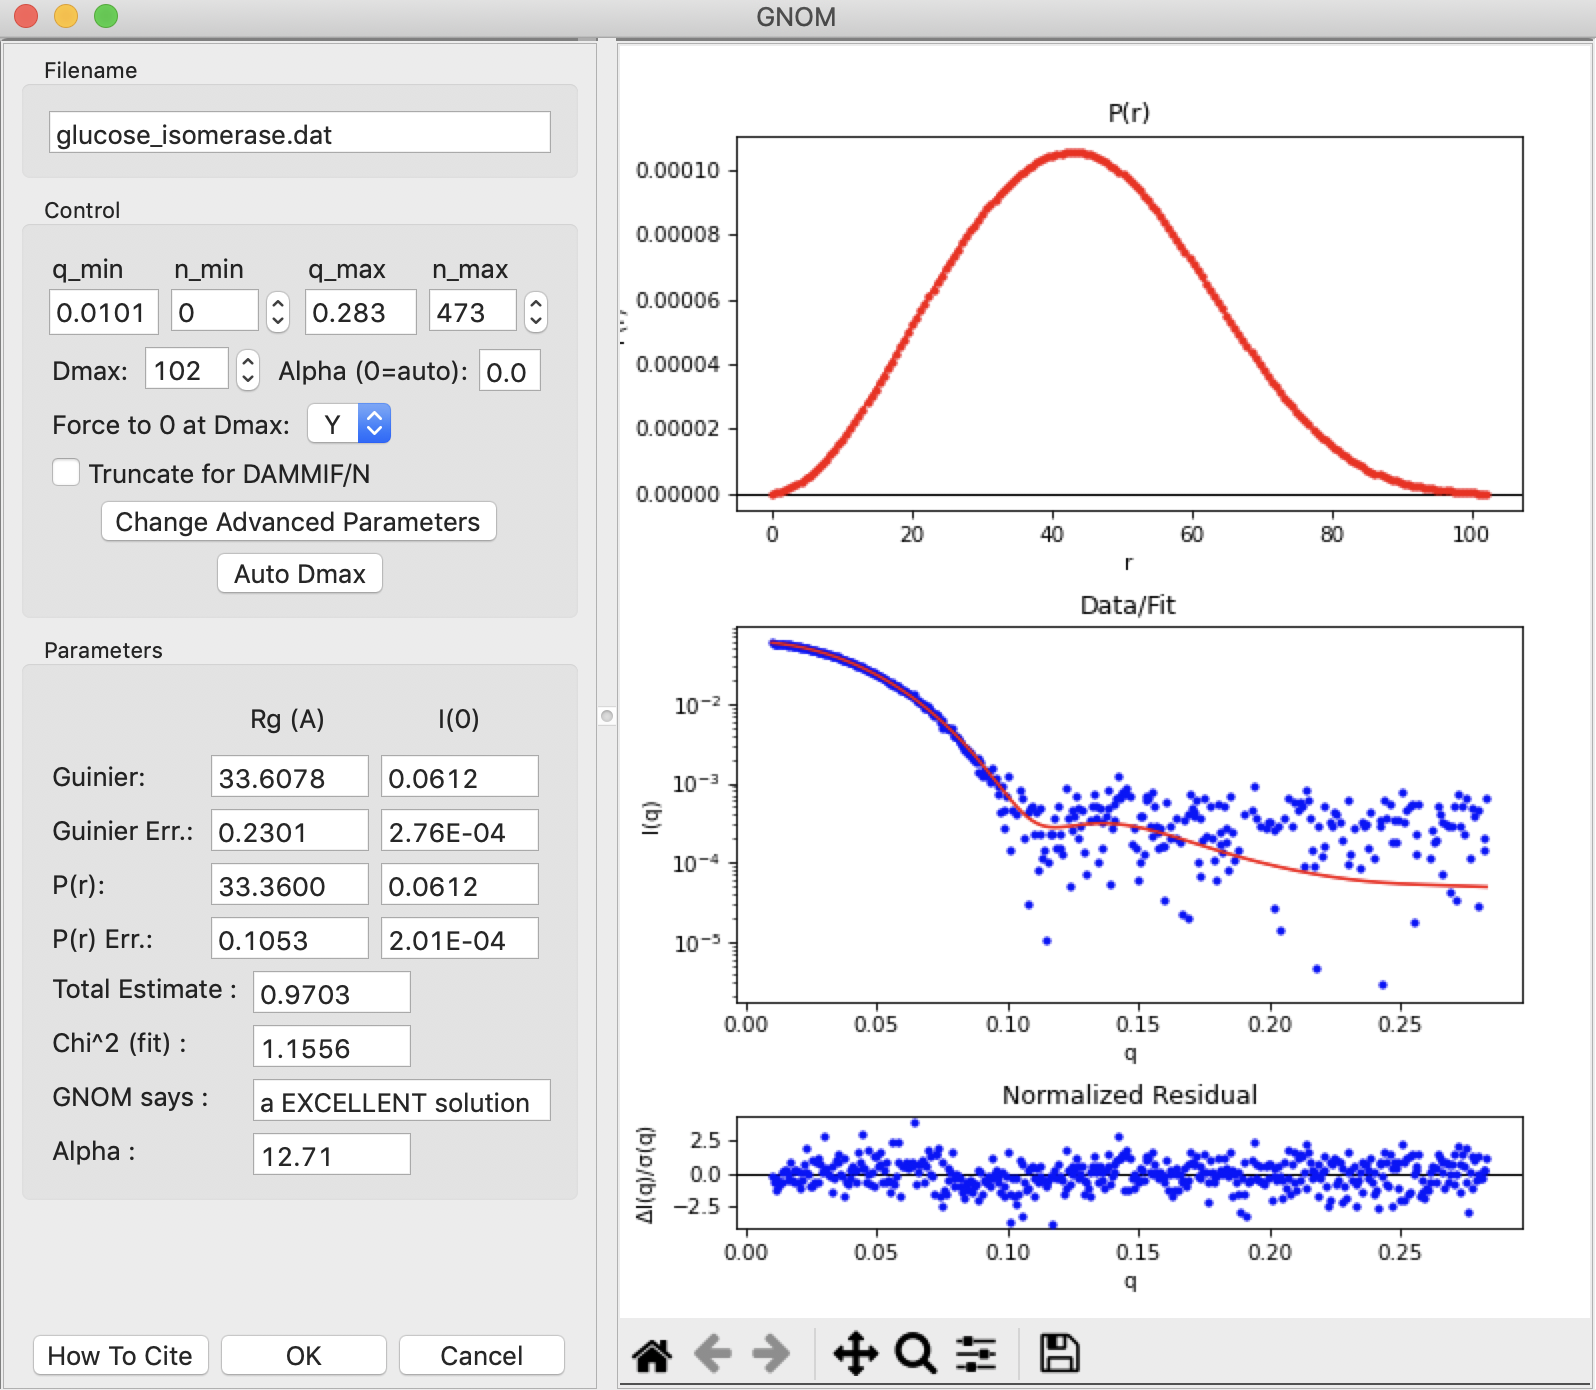 GNOM
Filename
glucose_isomerase.dat
Control
q_min n_min q_max n_max
0.0101 0 0.283 473
Dmax: 102 Alpha (0=auto): 0.0
Force to 0 at Dmax: Y
Truncate for DAMMIF/N
Change Advanced Parameters
Auto Dmax
Parameters
Rg (A) I(0)
Guinier: 33.6078 0.0612
Guinier Err.: 0.2301 2.76E-04
P(r): 33.3600 0.0612
P(r) Err.: 0.1053 2.01E-04
Total Estimate : 0.9703
Chi^2 (fit) : 1.1556
GNOM says : a EXCELLENT solution
Alpha : 12.71
How To Cite OK Cancel
P(r)
0.00010
0.00008
0.00006
0.00004
0.00002
0.00000
0 20 40 60 80 100
r
Data/Fit
I(q)
10⁻²
10⁻³
10⁻⁴
10⁻⁵
0.00 0.05 0.10 0.15 0.20 0.25
q
Normalized Residual
ΔI(q)/σ(q)
2.5
0.0
−2.5
0.00 0.05 0.10 0.15 0.20 0.25
q